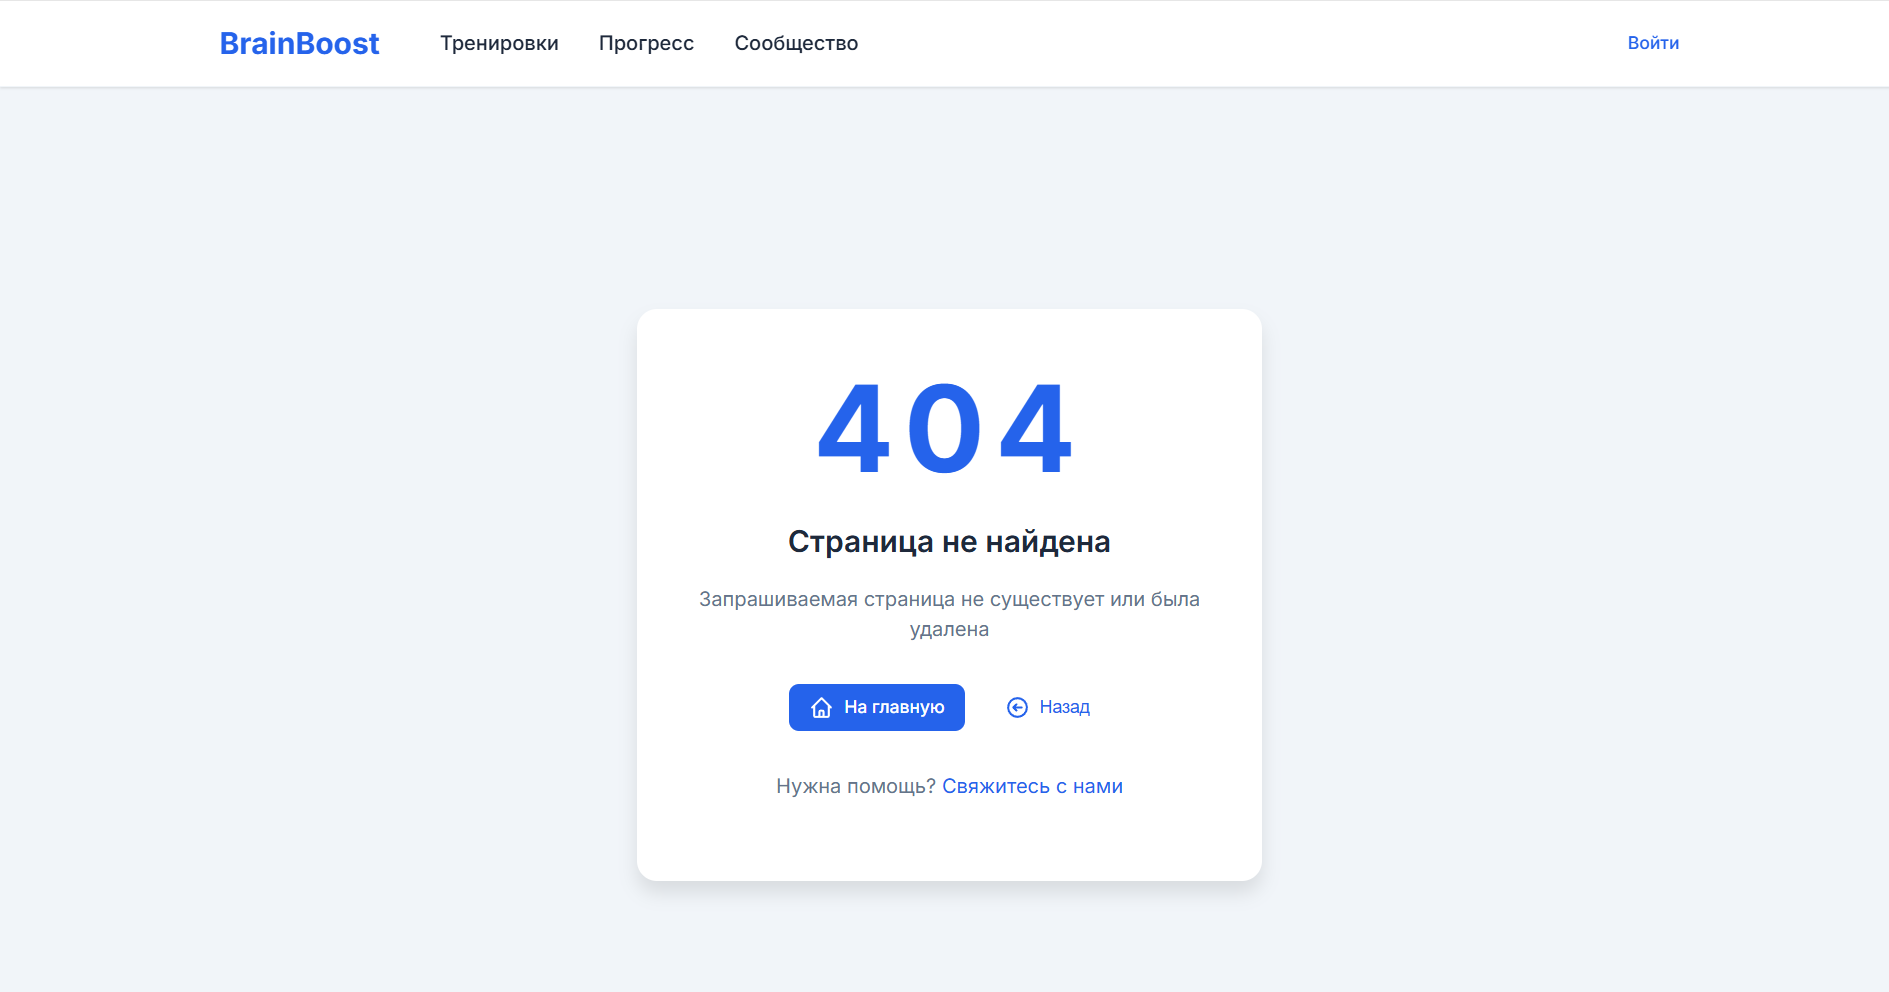 BrainBoost
Тренировки
Прогресс
Сообщество
Войти
404
Страница не найдена
Запрашиваемая страница не существует или была
удалена
На главную
Назад
Нужна помощь? Свяжитесь с нами